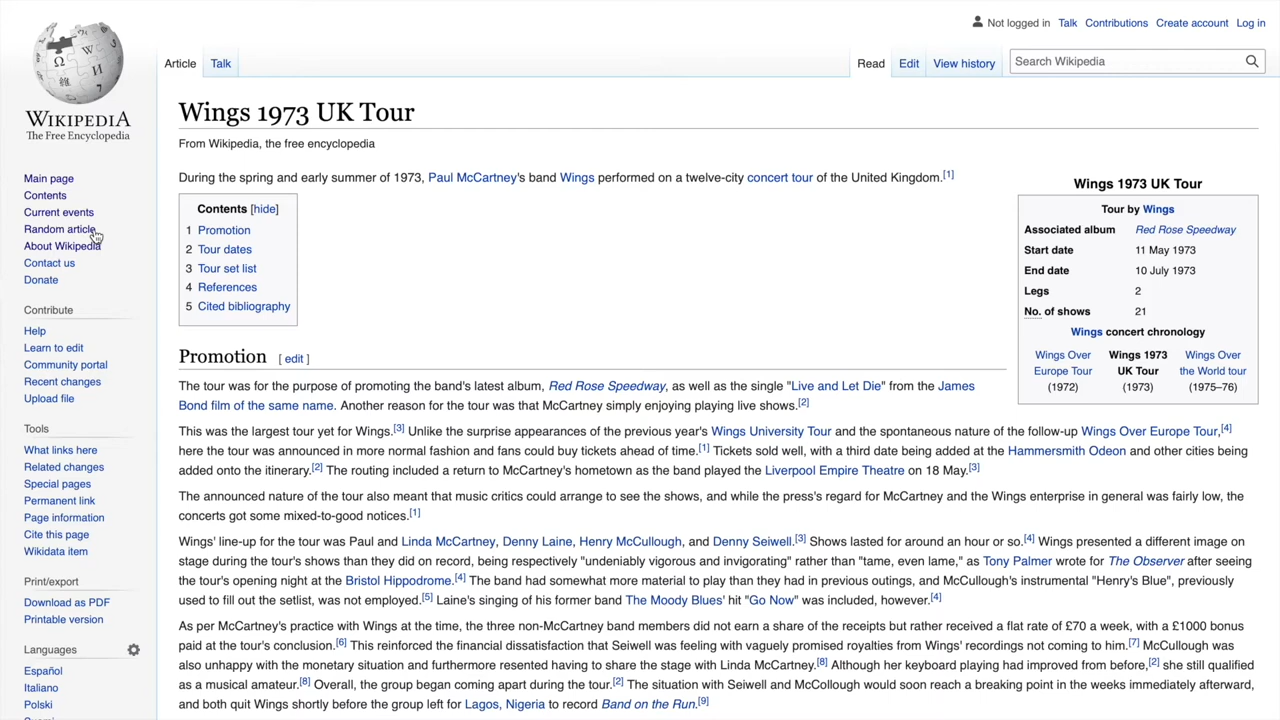 Not logged in Talk Contributions Create account Log in
Article Talk Read Edit View history Search Wikipedia
WIKIPEDIA
The Free Encyclopedia
Main page
Contents
Current events
Random article
About Wikipedia
Contact us
Donate
Contribute
Help
Learn to edit
Community portal
Recent changes
Upload file
Tools
What links here
Related changes
Special pages
Permanent link
Page information
Cite this page
Wikidata item
Print/export
Download as PDF
Printable version
Languages
Español
Italiano
Polski
Wings 1973 UK Tour
From Wikipedia, the free encyclopedia
During the spring and early summer of 1973, Paul McCartney's band Wings performed on a twelve-city concert tour of the United Kingdom.[1]
Contents [hide]
1 Promotion
2 Tour dates
3 Tour set list
4 References
5 Cited bibliography
Wings 1973 UK Tour
Tour by Wings
Associated album Red Rose Speedway
Start date 11 May 1973
End date 10 July 1973
Legs 2
No. of shows 21
Wings concert chronology
Wings Over Wings 1973 Wings Over
Europe Tour UK Tour the World tour
(1972) (1973) (1975–76)
Promotion [ edit ]
The tour was for the purpose of promoting the band's latest album, Red Rose Speedway, as well as the single "Live and Let Die" from the James
Bond film of the same name. Another reason for the tour was that McCartney simply enjoying playing live shows.[2]
This was the largest tour yet for Wings.[3] Unlike the surprise appearances of the previous year's Wings University Tour and the spontaneous nature of the follow-up Wings Over Europe Tour,[4]
here the tour was announced in more normal fashion and fans could buy tickets ahead of time.[1] Tickets sold well, with a third date being added at the Hammersmith Odeon and other cities being
added onto the itinerary.[2] The routing included a return to McCartney's hometown as the band played the Liverpool Empire Theatre on 18 May.[3]
The announced nature of the tour also meant that music critics could arrange to see the shows, and while the press's regard for McCartney and the Wings enterprise in general was fairly low, the
concerts got some mixed-to-good notices.[1]
Wings' line-up for the tour was Paul and Linda McCartney, Denny Laine, Henry McCullough, and Denny Seiwell.[3] Shows lasted for around an hour or so.[4] Wings presented a different image on
stage during the tour's shows than they did on record, being respectively "undeniably vigorous and invigorating" rather than "tame, even lame," as Tony Palmer wrote for The Observer after seeing
the tour's opening night at the Bristol Hippodrome.[4] The band had somewhat more material to play than they had in previous outings, and McCullough's instrumental "Henry's Blue", previously
used to fill out the setlist, was not employed.[5] Laine's singing of his former band The Moody Blues' hit "Go Now" was included, however.[4]
As per McCartney's practice with Wings at the time, the three non-McCartney band members did not earn a share of the receipts but rather received a flat rate of £70 a week, with a £1000 bonus
paid at the tour's conclusion.[6] This reinforced the financial dissatisfaction that Seiwell was feeling with vaguely promised royalties from Wings' recordings not coming to him.[7] McCullough was
also unhappy with the monetary situation and furthermore resented having to share the stage with Linda McCartney.[8] Although her keyboard playing had improved from before,[2] she still qualified
as a musical amateur.[8] Overall, the group began coming apart during the tour.[2] The situation with Seiwell and McCollough would soon reach a breaking point in the weeks immediately afterward,
and both quit Wings shortly before the group left for Lagos, Nigeria to record Band on the Run.[9]